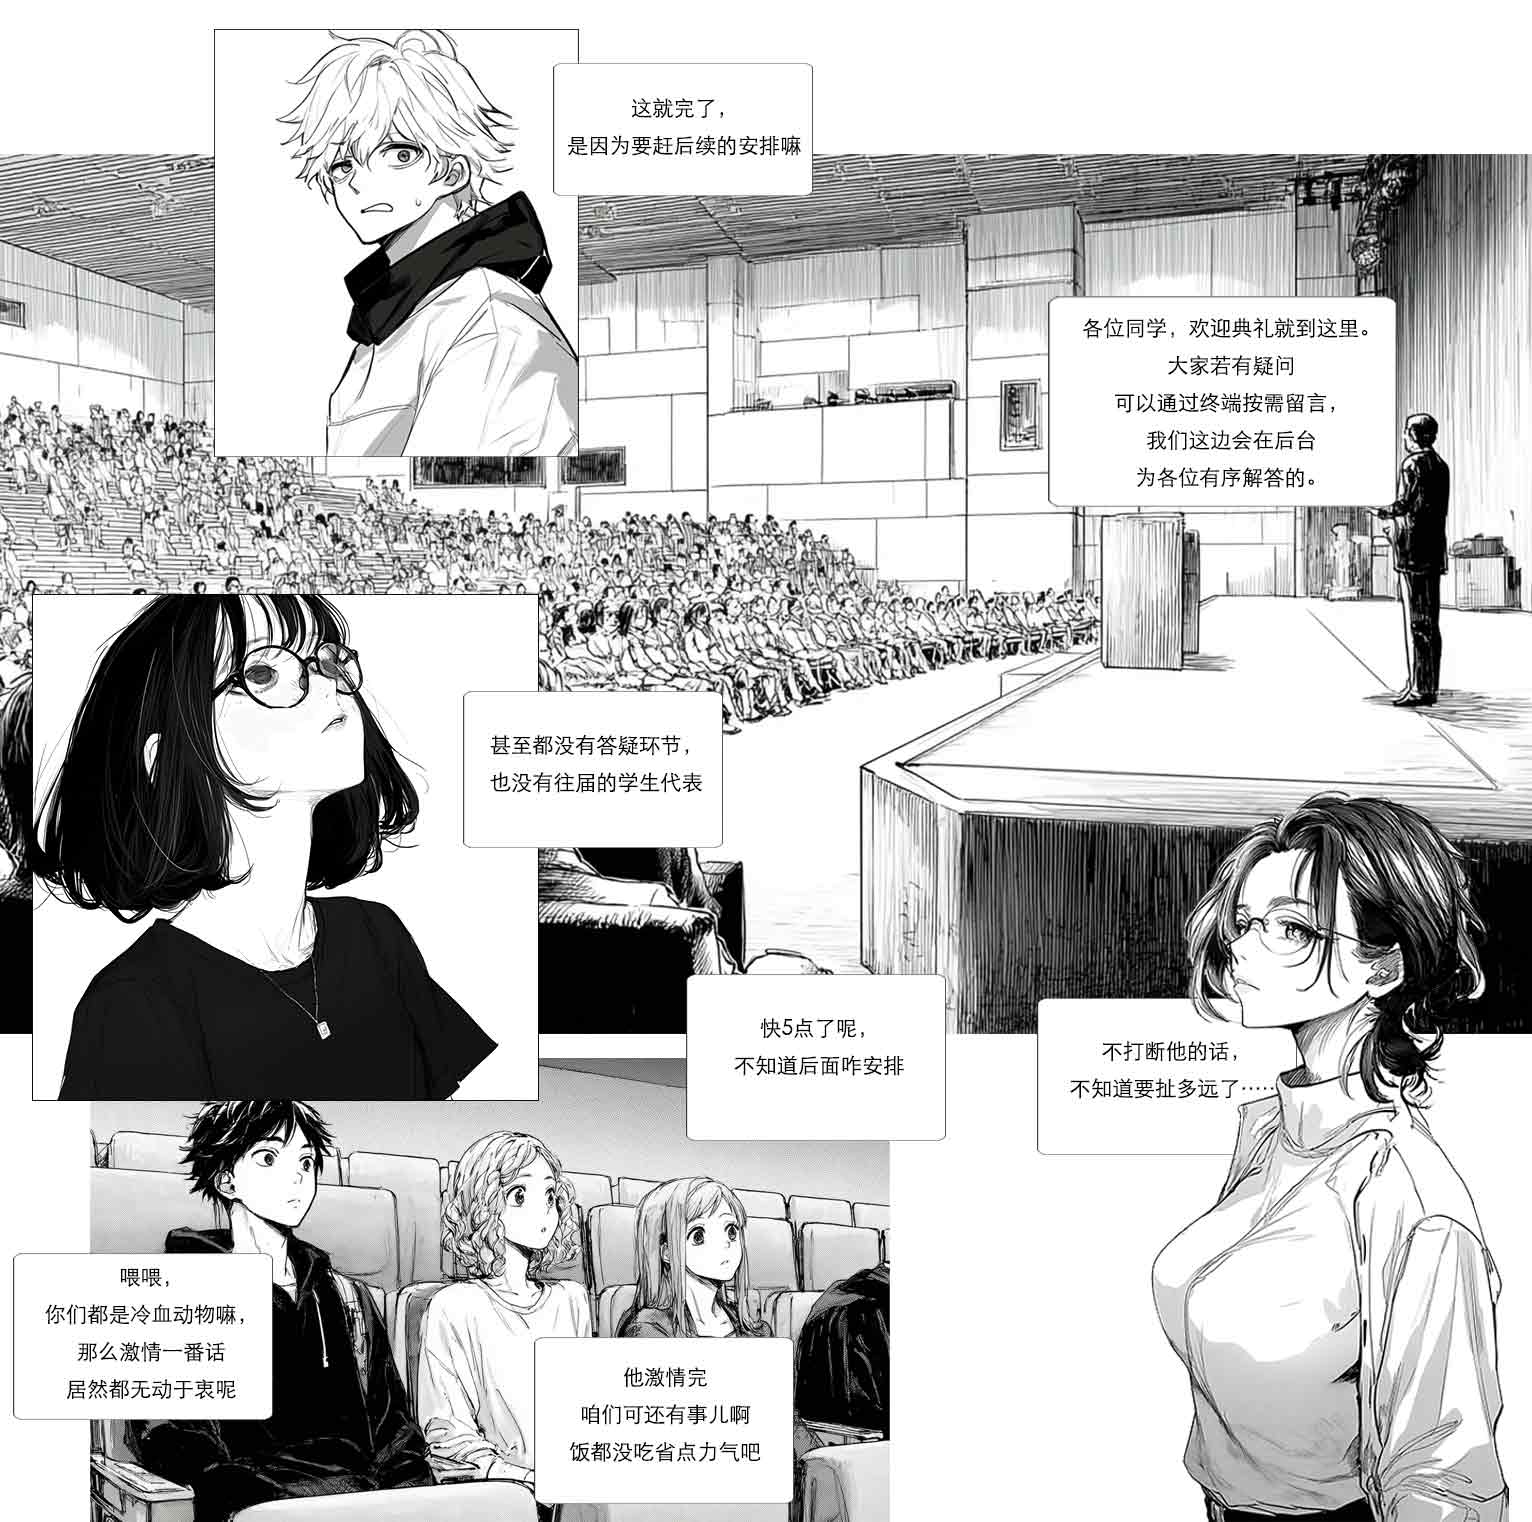 这就完了，
是因为要赶后续的安排嘛
各位同学，欢迎典礼就到这里。
大家若有疑问
可以通过终端按需留言，
我们这边会在后台
为各位有序解答的。
甚至都没有答疑环节，
也没有往届的学生代表
快5点了呢，
不知道后面咋安排
不打断他的话，
不知道要扯多远了……
喂喂，
你们都是冷血动物嘛，
那么激情一番话
居然都无动于衷呢
他激情完
咱们可还有事儿啊
饭都没吃省点力气吧